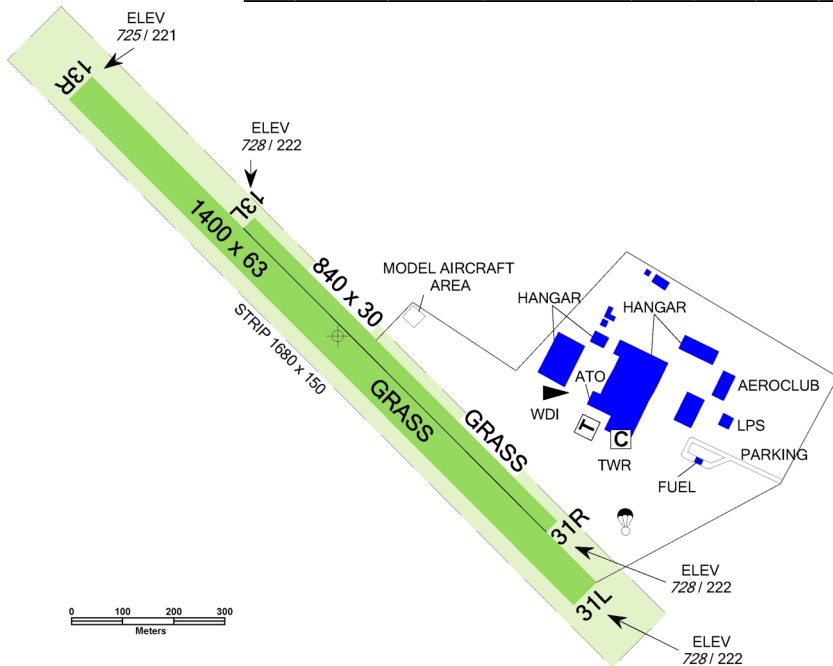 ELEV
725 / 221
13R
ELEV
728 / 222
13L
1400 x 63
840 x 30
MODEL AIRCRAFT
AREA
HANGAR
HANGAR
STRIP 1680 x 150
ATO
AEROCLUB
WDI
GRASS
GRASS
T
C
LPS
TWR
PARKING
FUEL
31R
ELEV
728 / 222
31L
0 100 200 300
Meters
ELEV
728 / 222